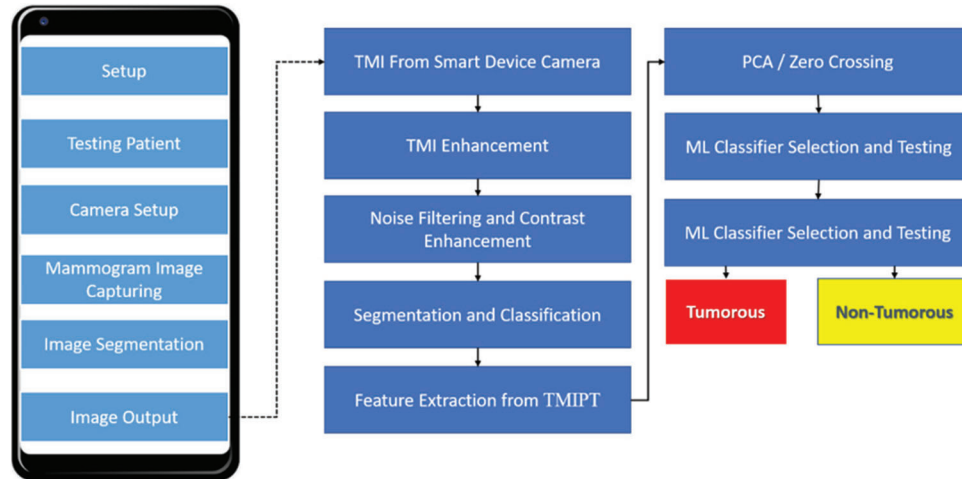 Setup
Testing Patient
Camera Setup
Mammogram Image
Capturing
Image Segmentation
Image Output
TMI From Smart Device Camera
TMI Enhancement
Noise Filtering and Contrast
Enhancement
Segmentation and Classification
Feature Extraction from TMIPT
PCA / Zero Crossing
ML Classifier Selection and Testing
ML Classifier Selection and Testing
Tumorous
Non-Tumorous